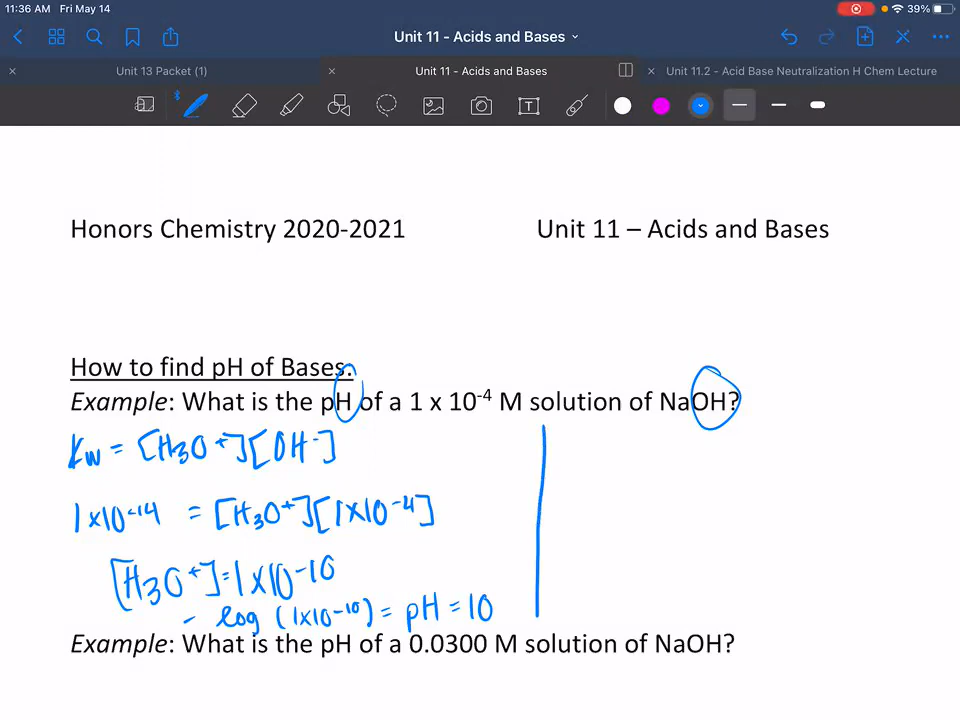 11:36 AM Fri May 14 39%
Unit 11 - Acids and Bases
Unit 13 Packet (1) Unit 11 - Acids and Bases Unit 11.2 - Acid Base Neutralization H Chem Lecture
T
Honors Chemistry 2020-2021 Unit 11 – Acids and Bases
How to find pH of Bases:
Example: What is the pH of a 1 x 10⁻⁴ M solution of NaOH?
Kw = [H₃O⁺][OH⁻]
1x10⁻¹⁴ = [H₃O⁺][1x10⁻⁴]
[H₃O⁺]=1x10⁻¹⁰
- log (1x10⁻¹⁰) = pH = 10
Example: What is the pH of a 0.0300 M solution of NaOH?